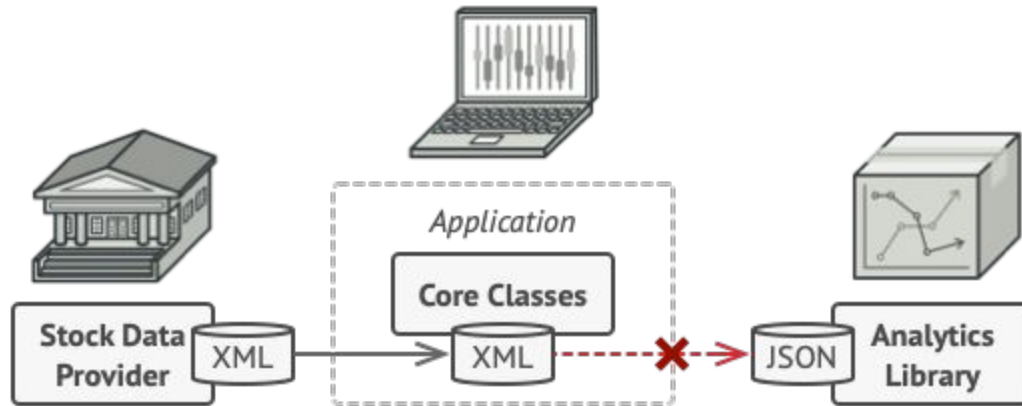 Application
Core Classes
Stock Data
Provider
XML
XML
JSON
Analytics
Library